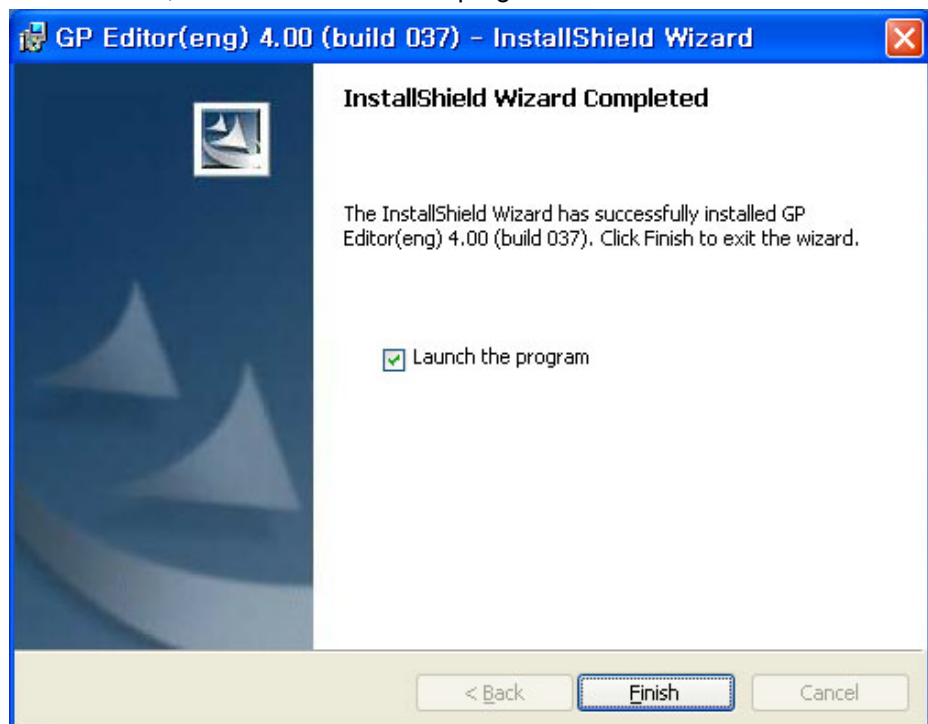 GP Editor(eng) 4.00 (build 037) - InstallShield Wizard
InstallShield Wizard Completed
The InstallShield Wizard has successfully installed GP
Editor(eng) 4.00 (build 037). Click Finish to exit the wizard.
Launch the program
< Back
Finish
Cancel